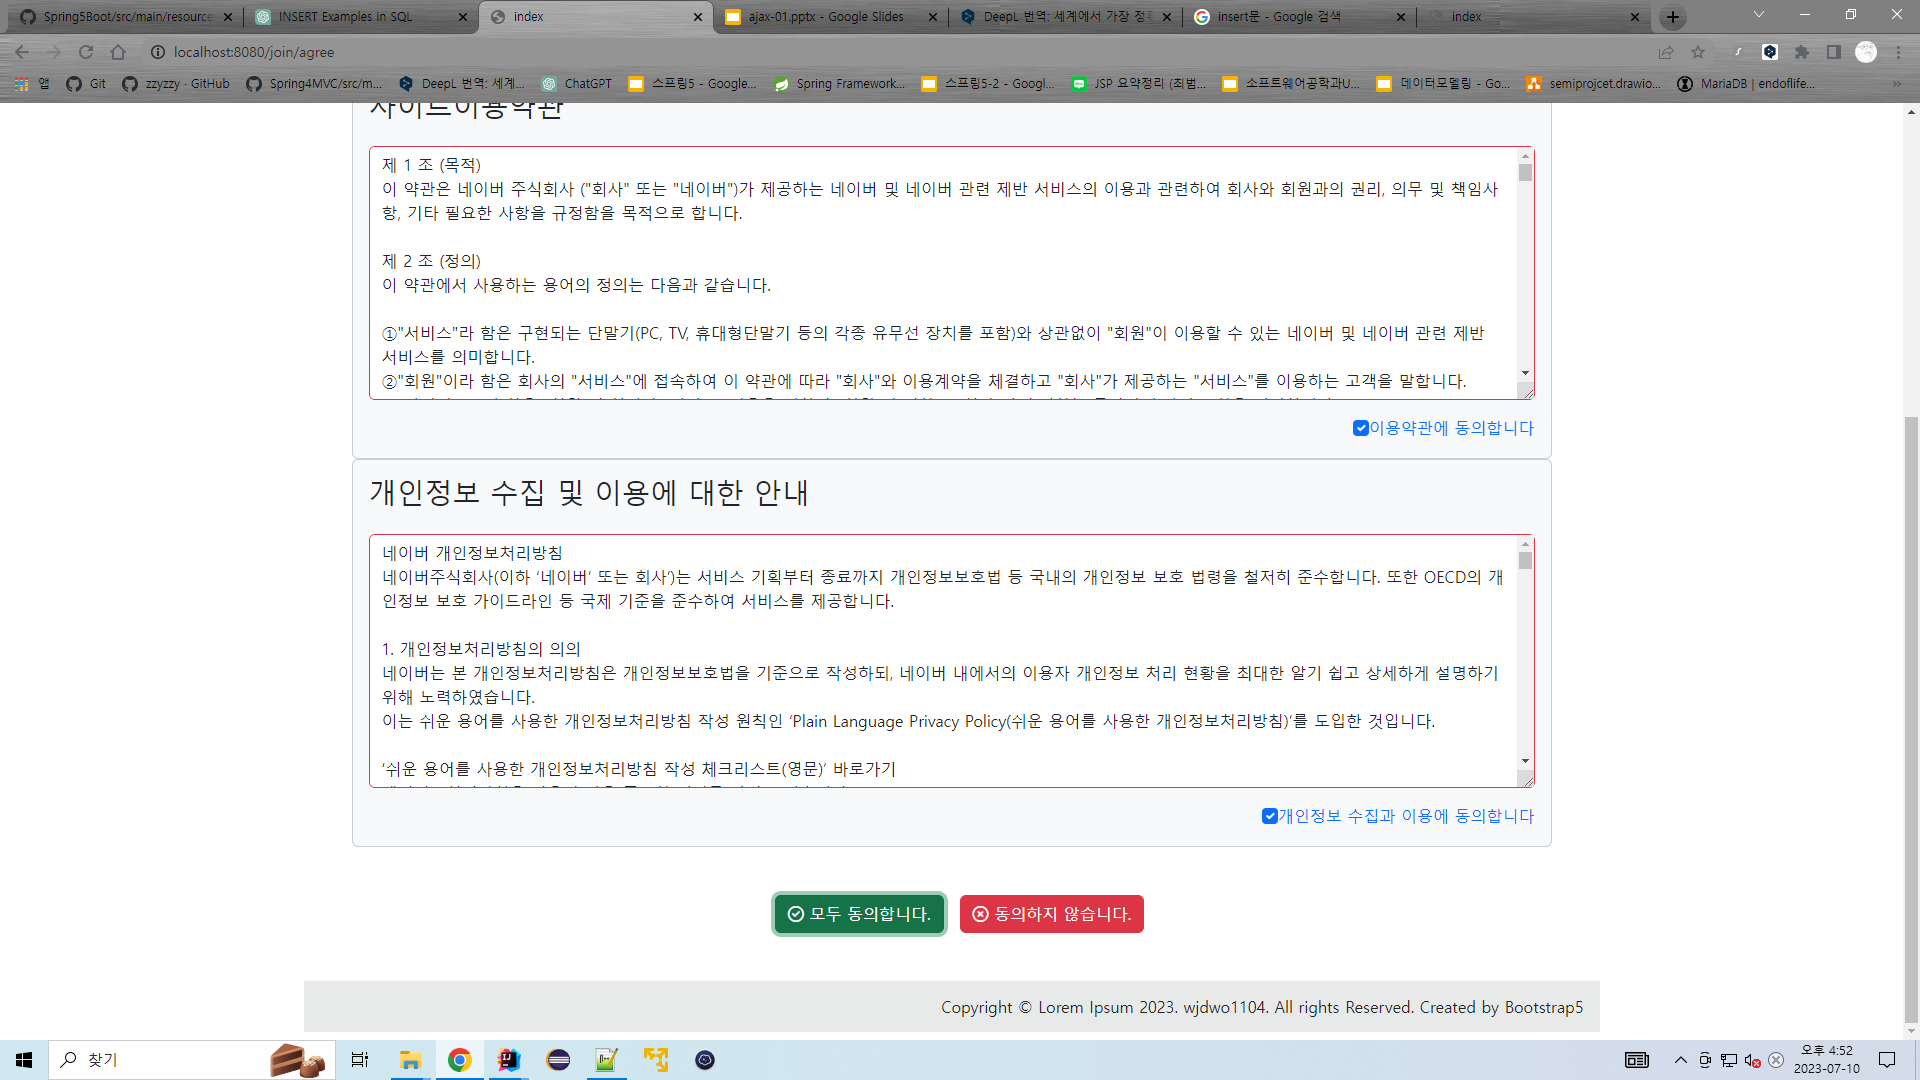 Spring5Boot/src/main/resource
INSERT Examples in SQL
index
ajax-01.pptx - Google Slides
DeepL 번역: 세계에서 가장 정확
insert문 - Google 검색
index
localhost:8080/join/agree
앱
Git
zzyzzy · GitHub
Spring4MVC/src/m...
DeepL 번역: 세계...
ChatGPT
스프링5 - Google...
Spring Framework...
스프링5-2 - Googl...
JSP 요약정리 (최범...
소프트웨어공학과U...
데이터모델링 - Go...
semiprojcet.drawio...
MariaDB | endoflife...
사이트이용약관
제 1 조 (목적)
이 약관은 네이버 주식회사 ("회사" 또는 "네이버")가 제공하는 네이버 및 네이버 관련 제반 서비스의 이용과 관련하여 회사와 회원과의 권리, 의무 및 책임사
항, 기타 필요한 사항을 규정함을 목적으로 합니다.
제 2 조 (정의)
이 약관에서 사용하는 용어의 정의는 다음과 같습니다.
①"서비스"라 함은 구현되는 단말기(PC, TV, 휴대형단말기 등의 각종 유무선 장치를 포함)와 상관없이 "회원"이 이용할 수 있는 네이버 및 네이버 관련 제반
서비스를 의미합니다.
②"회원"이라 함은 회사의 "서비스"에 접속하여 이 약관에 따라 "회사"와 이용계약을 체결하고 "회사"가 제공하는 "서비스"를 이용하는 고객을 말합니다.
이용약관에 동의합니다
개인정보 수집 및 이용에 대한 안내
네이버 개인정보처리방침
네이버주식회사(이하 ‘네이버’ 또는 회사’)는 서비스 기획부터 종료까지 개인정보보호법 등 국내의 개인정보 보호 법령을 철저히 준수합니다. 또한 OECD의 개
인정보 보호 가이드라인 등 국제 기준을 준수하여 서비스를 제공합니다.
1. 개인정보처리방침의 의의
네이버는 본 개인정보처리방침은 개인정보보호법을 기준으로 작성하되, 네이버 내에서의 이용자 개인정보 처리 현황을 최대한 알기 쉽고 상세하게 설명하기
위해 노력하였습니다.
이는 쉬운 용어를 사용한 개인정보처리방침 작성 원칙인 ‘Plain Language Privacy Policy(쉬운 용어를 사용한 개인정보처리방침)’를 도입한 것입니다.
‘쉬운 용어를 사용한 개인정보처리방침 작성 체크리스트(영문)’ 바로가기
개인정보 수집과 이용에 동의합니다
모두 동의합니다.
동의하지 않습니다.
Copyright © Lorem Ipsum 2023. wjdwo1104. All rights Reserved. Created by Bootstrap5
찾기
오후 4:52
2023-07-10